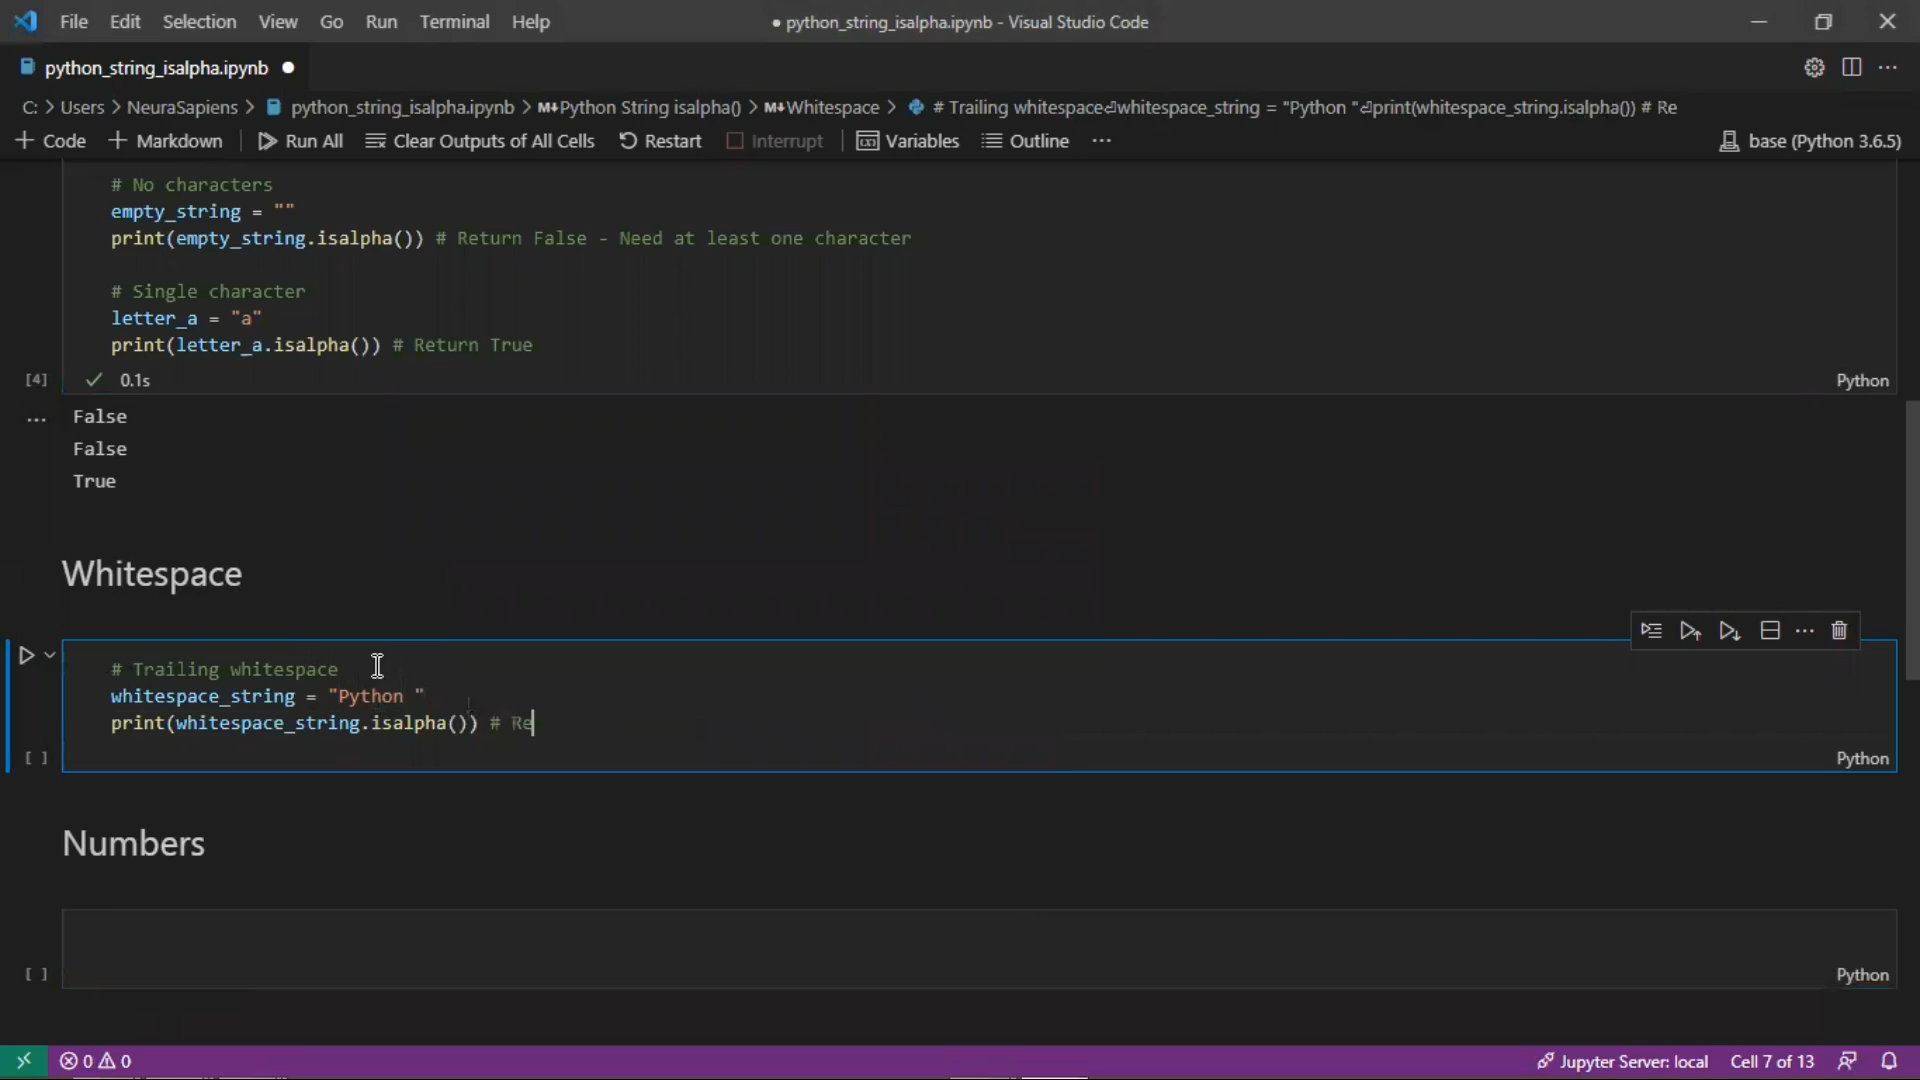 File Edit Selection View Go Run Terminal Help ● python_string_isalpha.ipynb - Visual Studio Code
python_string_isalpha.ipynb ●
C: > Users > NeuraSapiens > python_string_isalpha.ipynb > M↓Python String isalpha() > M↓Whitespace > # Trailing whitespace⏎whitespace_string = "Python "⏎print(whitespace_string.isalpha()) # Re
+ Code + Markdown Run All Clear Outputs of All Cells Restart Interrupt Variables Outline ... base (Python 3.6.5)
# No characters
empty_string = ""
print(empty_string.isalpha()) # Return False - Need at least one character
# Single character
letter_a = "a"
print(letter_a.isalpha()) # Return True
[4] ✓ 0.1s Python
... False
False
True
Whitespace
# Trailing whitespace
whitespace_string = "Python "
print(whitespace_string.isalpha()) # Re
[ ] Python
Numbers
[ ] Python
0 0 Jupyter Server: local Cell 7 of 13